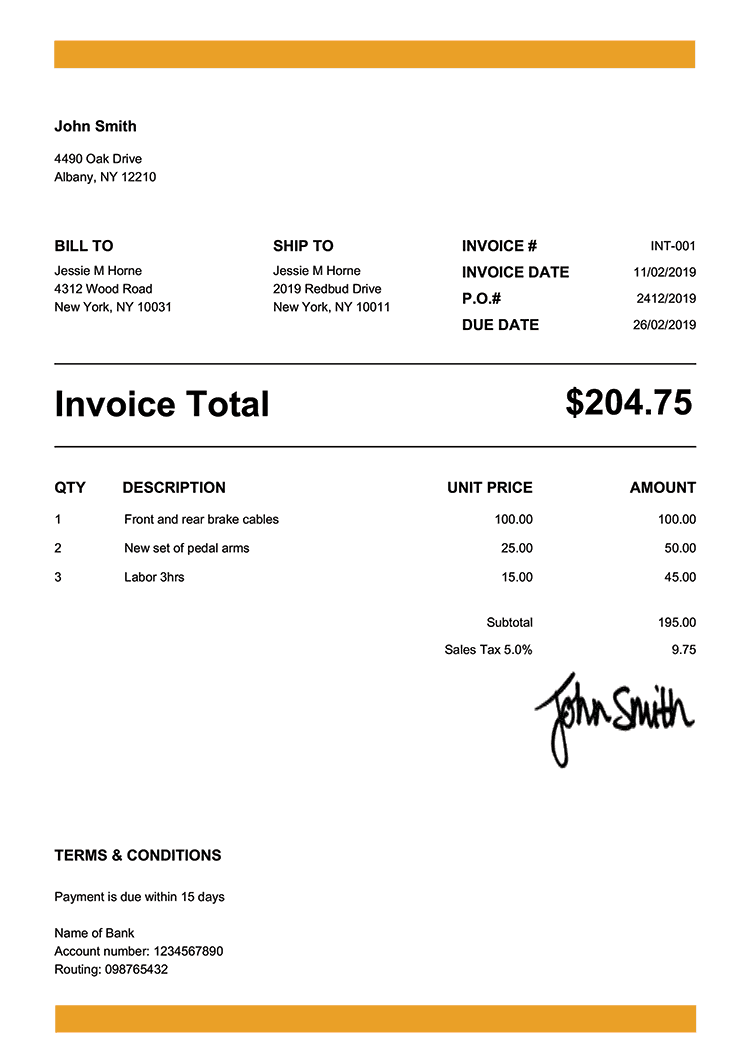 John Smith
4490 Oak Drive
Albany, NY 12210
BILL TO
Jessie M Horne
4312 Wood Road
New York, NY 10031
SHIP TO
Jessie M Horne
2019 Redbud Drive
New York, NY 10011
INVOICE # INT-001
INVOICE DATE 11/02/2019
P.O.# 2412/2019
DUE DATE 26/02/2019
Invoice Total $204.75
QTY DESCRIPTION UNIT PRICE AMOUNT
1 Front and rear brake cables 100.00 100.00
2 New set of pedal arms 25.00 50.00
3 Labor 3hrs 15.00 45.00
Subtotal 195.00
Sales Tax 5.0% 9.75
John Smith
TERMS & CONDITIONS
Payment is due within 15 days
Name of Bank
Account number: 1234567890
Routing: 098765432